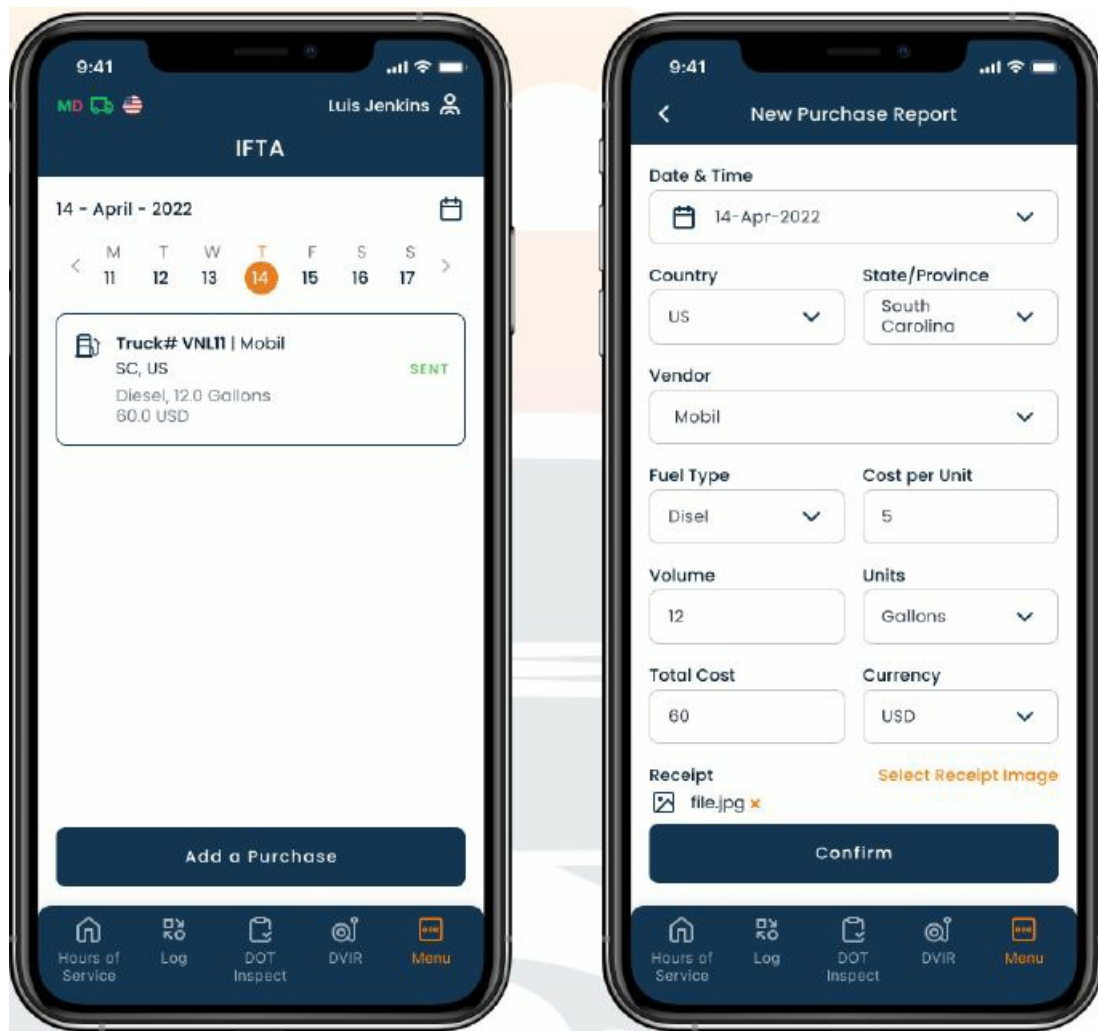 9:41
MD
Luis Jenkins
IFTA
14 - April - 2022
M T W T F S S
< 11 12 13 14 15 16 17 >
Truck# VNL11 | Mobil
SC, US
SENT
Diesel, 12.0 Gallons
60.0 USD
Add a Purchase
Hours of
Service
Log
DOT
Inspect
DVIR
Menu
9:41
New Purchase Report
Date & Time
14-Apr-2022
Country
State/Province
US
South
Carolina
Vendor
Mobil
Fuel Type
Cost per Unit
Disel
5
Volume
Units
12
Gallons
Total Cost
Currency
60
USD
Receipt
Select Receipt Image
file.jpg x
Confirm
Hours of
Service
Log
DOT
Inspect
DVIR
Menu